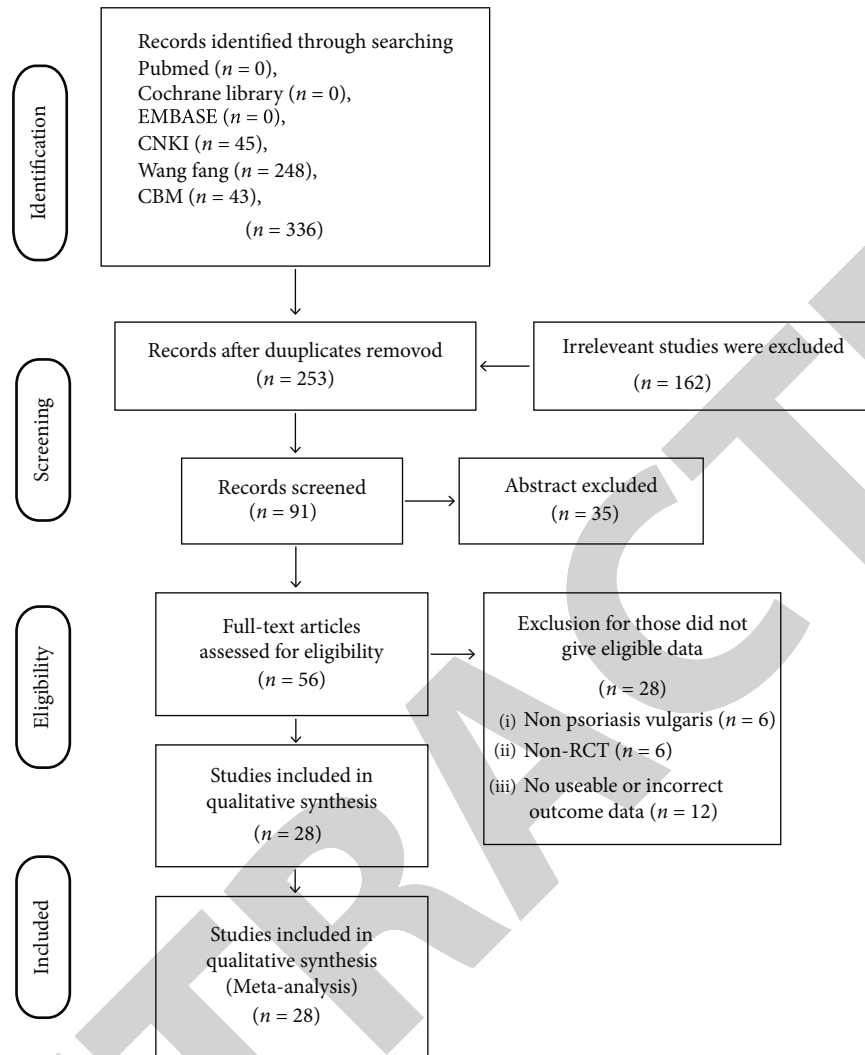 Identification
Records identified through searching
Pubmed (n = 0),
Cochrane library (n = 0),
EMBASE (n = 0),
CNKI (n = 45),
Wang fang (n = 248),
CBM (n = 43),
(n = 336)
Screening
Records after duuplicates removod
(n = 253)
Irreleveant studies were excluded
(n = 162)
Records screened
(n = 91)
Abstract excluded
(n = 35)
Eligibility
Full-text articles
assessed for eligibility
(n = 56)
Exclusion for those did not
give eligible data
(n = 28)
(i) Non psoriasis vulgaris (n = 6)
(ii) Non-RCT (n = 6)
(iii) No useable or incorrect
outcome data (n = 12)
Studies included in
qualitative synthesis
(n = 28)
Included
Studies included in
qualitative synthesis
(Meta-analysis)
(n = 28)
TRACT